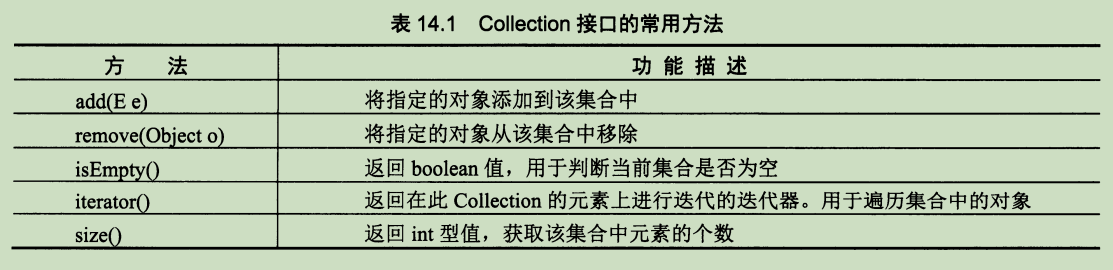 表 14.1 Collection 接口的常用方法
方 法 功 能 描 述
add(E e) 将指定的对象添加到该集合中
remove(Object o) 将指定的对象从该集合中移除
isEmpty() 返回 boolean 值，用于判断当前集合是否为空
iterator() 返回在此 Collection 的元素上进行迭代的迭代器。用于遍历集合中的对象
size() 返回 int 型值，获取该集合中元素的个数